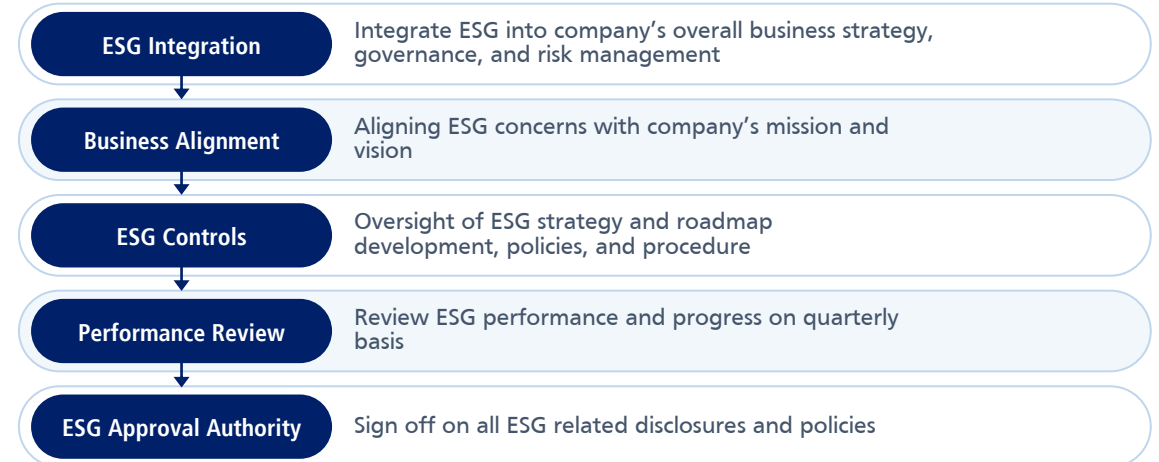 ESG Integration
Integrate ESG into company’s overall business strategy,
governance, and risk management
Business Alignment
Aligning ESG concerns with company’s mission and
vision
ESG Controls
Oversight of ESG strategy and roadmap
development, policies, and procedure
Performance Review
Review ESG performance and progress on quarterly
basis
ESG Approval Authority
Sign off on all ESG related disclosures and policies